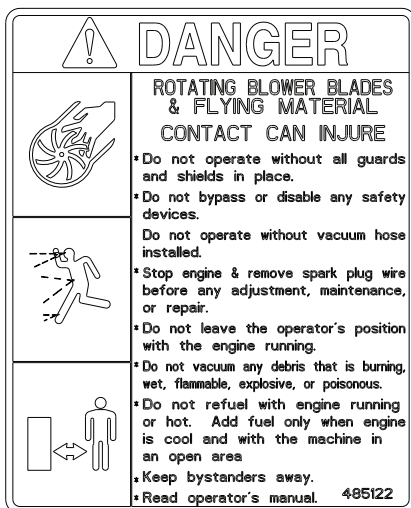 DANGER
ROTATING BLOWER BLADES
& FLYING MATERIAL
CONTACT CAN INJURE
* Do not operate without all guards
and shields in place.
* Do not bypass or disable any safety
devices.
Do not operate without vacuum hose
installed.
* Stop engine & remove spark plug wire
before any adjustment, maintenance,
or repair.
* Do not leave the operator's position
with the engine running.
* Do not vacuum any debris that is burning,
wet, flammable, explosive, or poisonous.
* Do not refuel with engine running
or hot. Add fuel only when engine
is cool and with the machine in
an open area
* Keep bystanders away.
* Read operator's manual. 485122